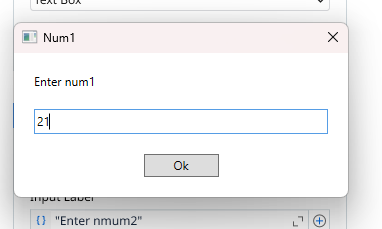 Text Box
Num1
Enter num1
21
Ok
Input Label
"Enter nmum2"